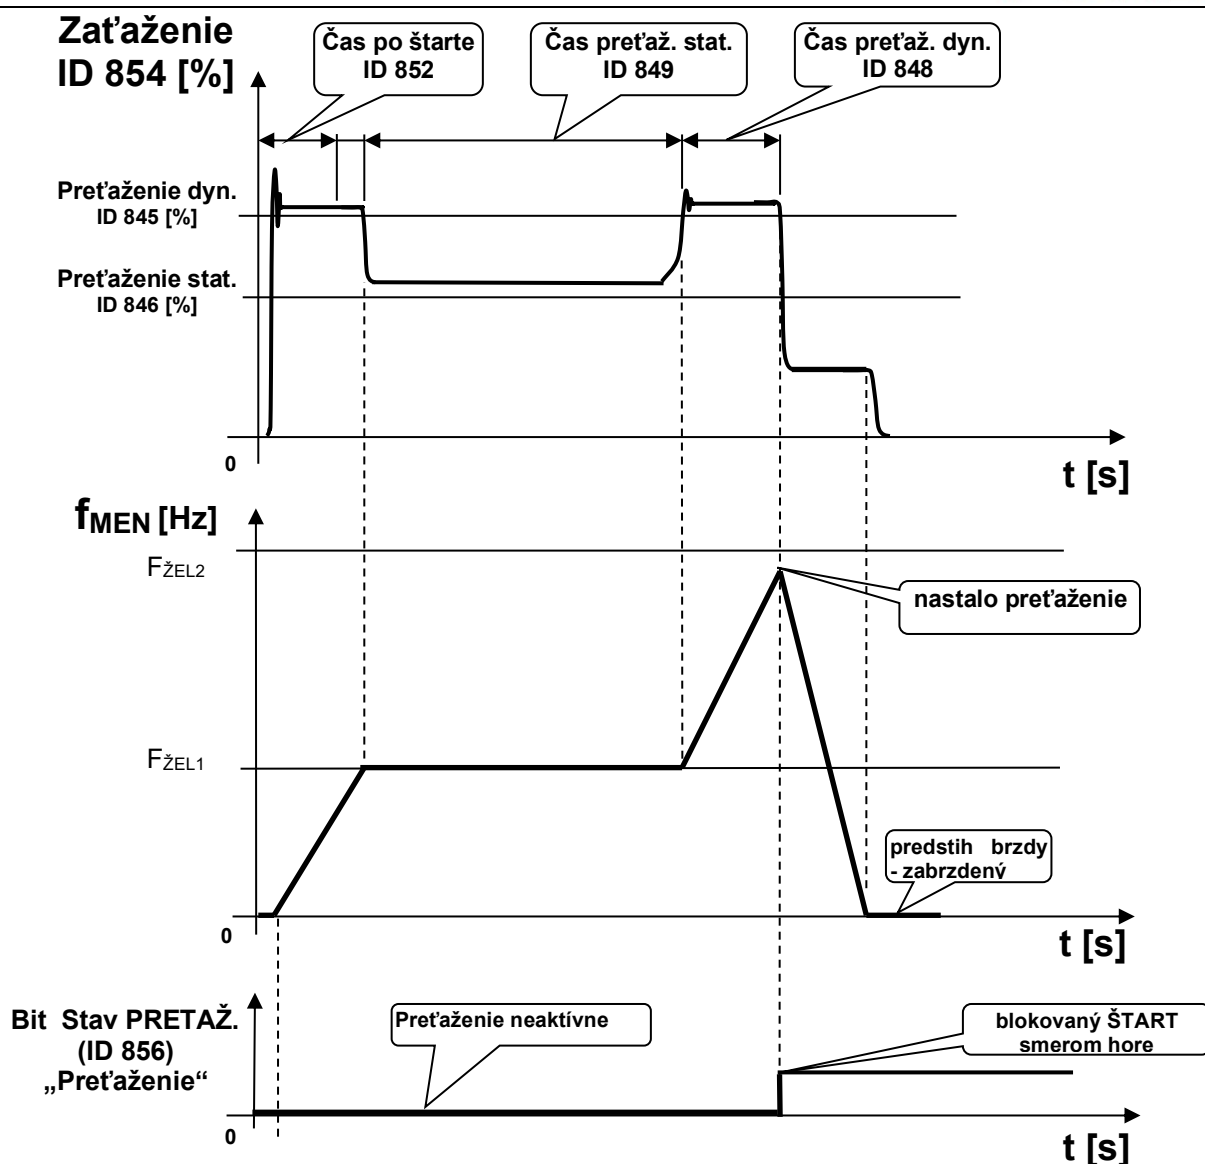 Zaťaženie
ID 854 [%]
Čas po štarte
ID 852
Čas preťaž. stat.
ID 849
Čas preťaž. dyn.
ID 848
Preťaženie dyn.
ID 845 [%]
Preťaženie stat.
ID 846 [%]
0
t [s]
fMEN [Hz]
FŽEL2
nastalo preťaženie
FŽEL1
predstih brzdy
- zabrzdený
0
t [s]
Bit Stav PRETAŽ.
(ID 856)
„Preťaženie“
Preťaženie neaktívne
blokovaný ŠTART
smerom hore
0
t [s]